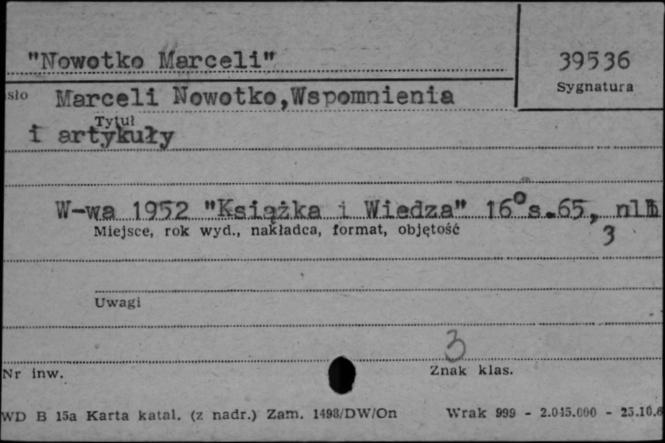 "Nowotko Marceli"
39536
Sygnatura
sło Marceli Nowotko,Wspomnienia
Tytuł
i artykuły
W-wa 1952 "Książka i Wiedza" 16°s.65, nlb
Miejsce, rok wyd., nakładca, format, objętość
3
Uwagi
3
Nr inw.
Znak klas.
WD B 15a Karta katal. (z nadr.) Zam. 1498/DW/On Wrak 999 - 2.045.000 - 25.10.6